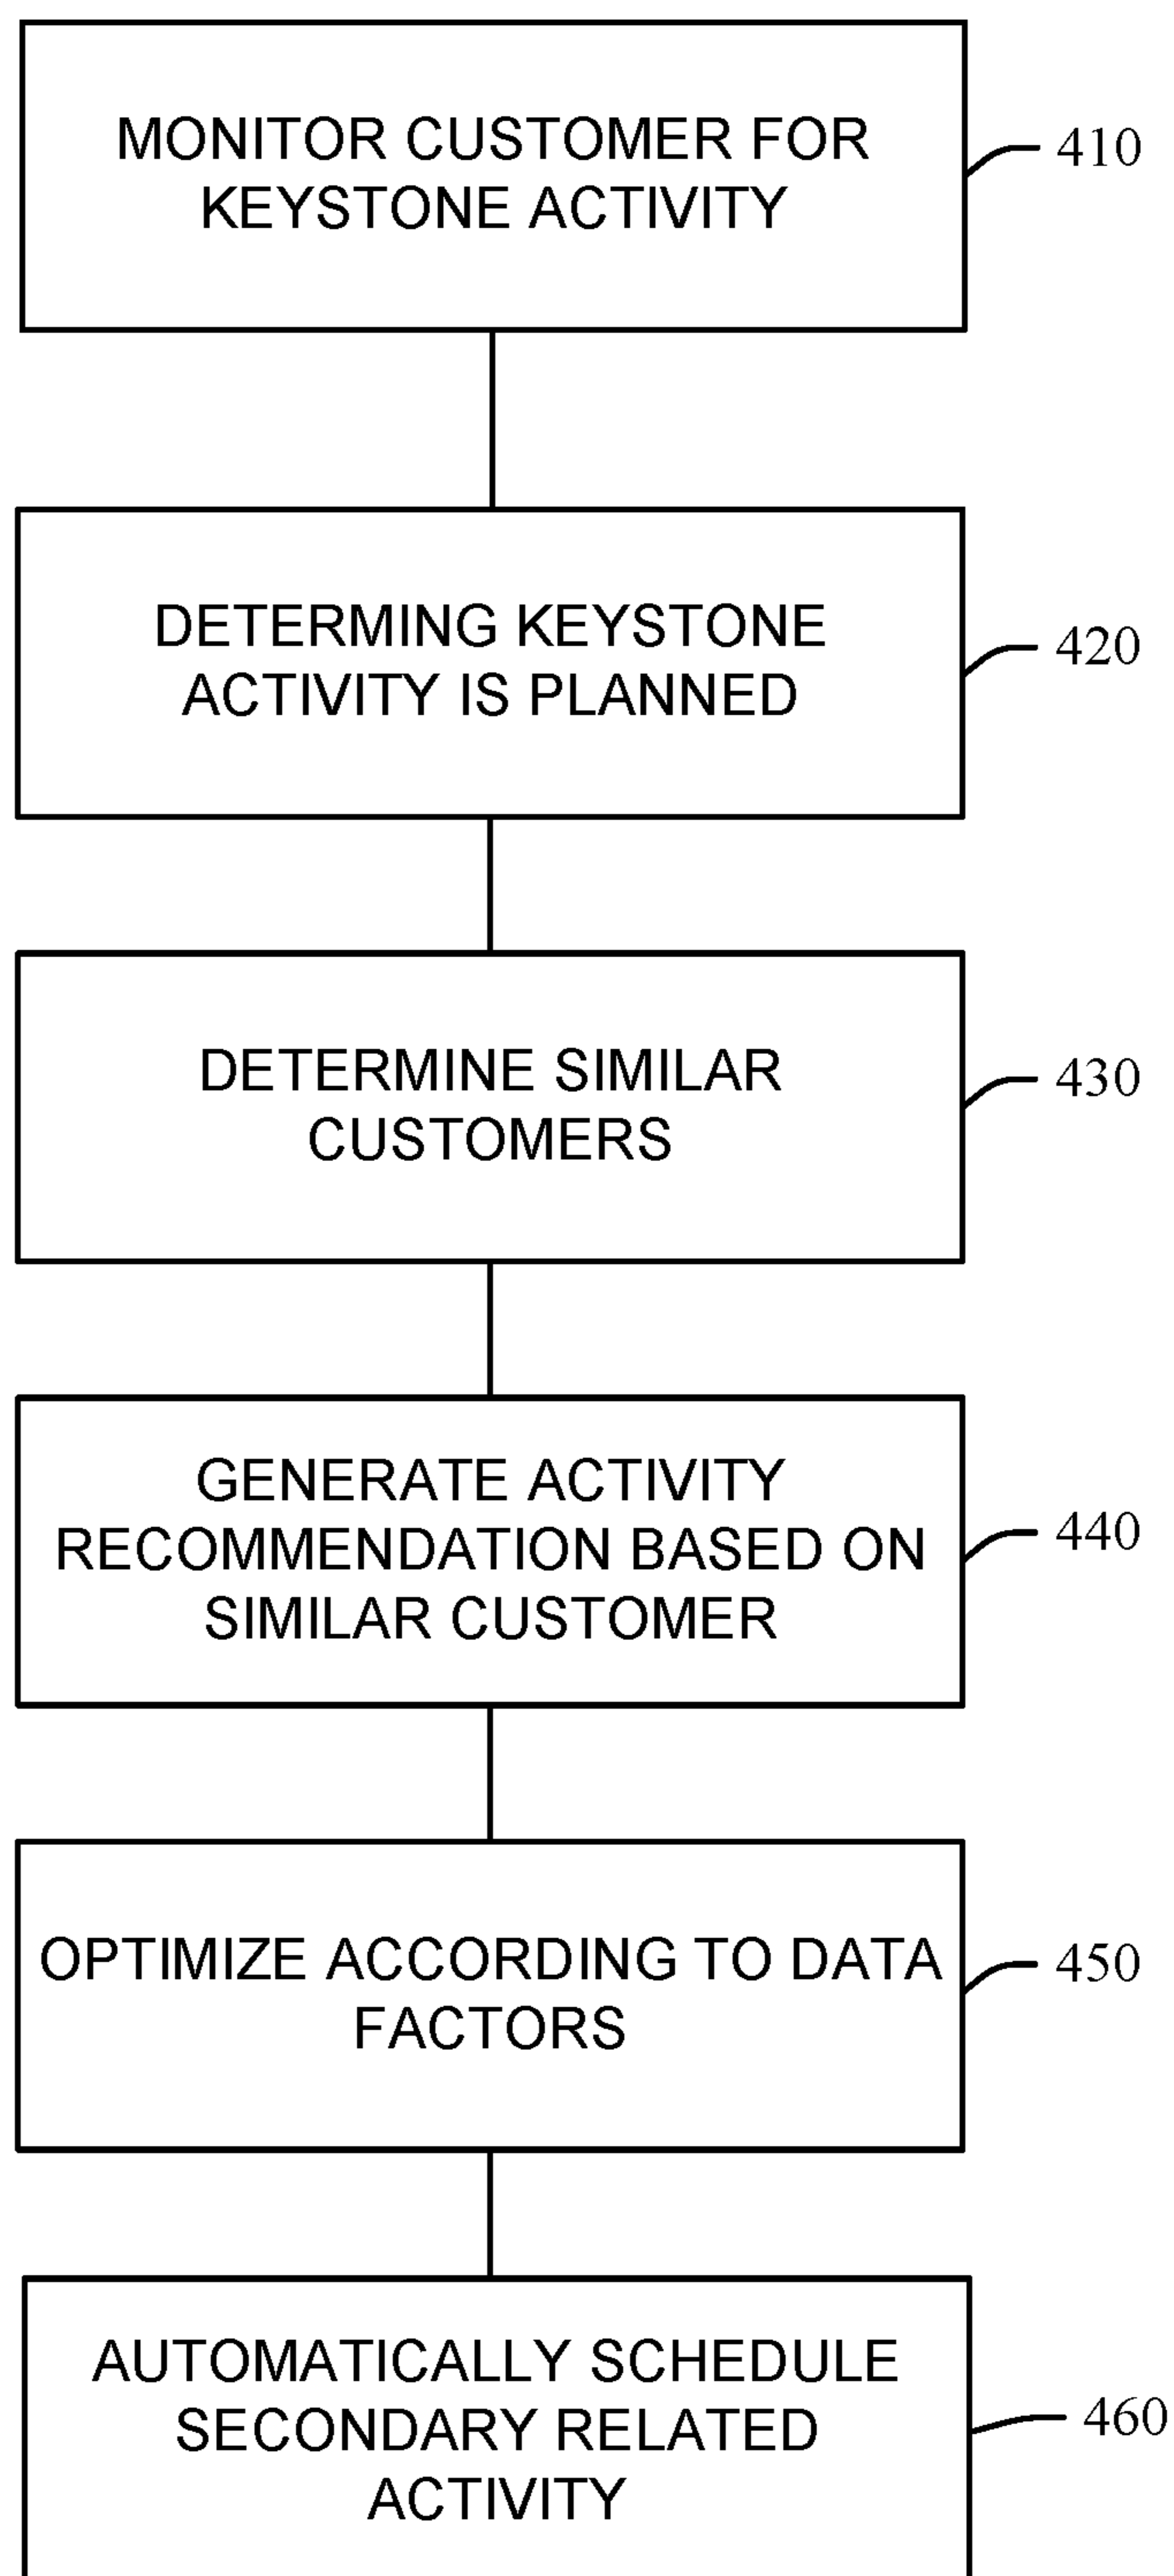 MONITOR CUSTOMER FOR
KEYSTONE ACTIVITY
410
DETERMING KEYSTONE
ACTIVITY IS PLANNED
420
DETERMINE SIMILAR
CUSTOMERS
430
GENERATE ACTIVITY
RECOMMENDATION BASED ON
SIMILAR CUSTOMER
440
OPTIMIZE ACCORDING TO DATA
FACTORS
450
AUTOMATICALLY SCHEDULE
SECONDARY RELATED
ACTIVITY
460